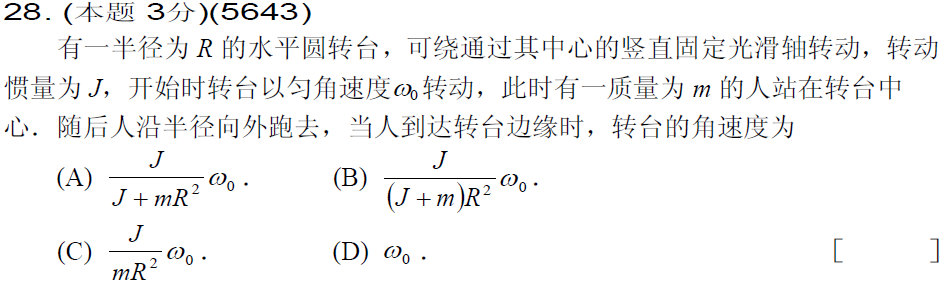 28. (本题 3分)(5643)
有一半径为 R 的水平圆转台，可绕通过其中心的竖直固定光滑轴转动，转动
惯量为 J，开始时转台以匀角速度ω₀转动，此时有一质量为 m 的人站在转台中
心．随后人沿半径向外跑去，当人到达转台边缘时，转台的角速度为
(A) J/(J + mR²) ω₀． (B) J/((J + m)R²) ω₀．
(C) J/(mR²) ω₀． (D) ω₀． [ ]